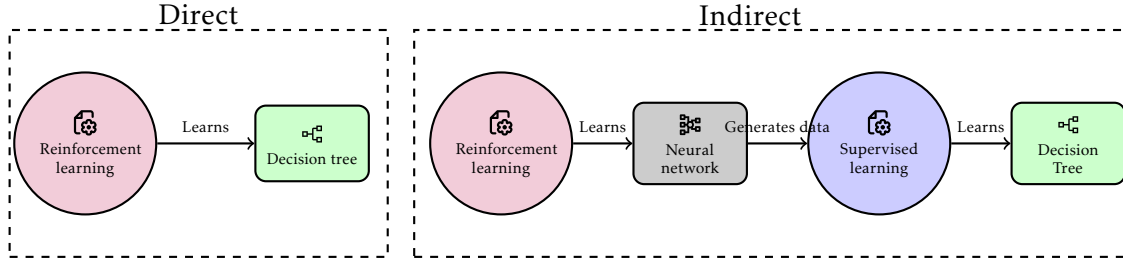 Direct
Indirect
Learns
Reinforcement
learning
Decision tree
Learns
Generates data
Learns
Reinforcement
learning
Neural
network
Supervised
learning
Decision
Tree